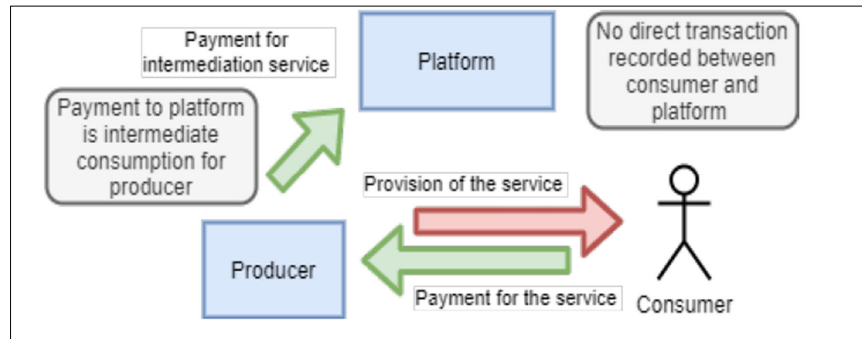 Payment for
intermediation service
Platform
No direct transaction
recorded between
consumer and
platform
Payment to platform
is intermediate
consumption for
producer
Provision of the service
Producer
Payment for the service
Consumer